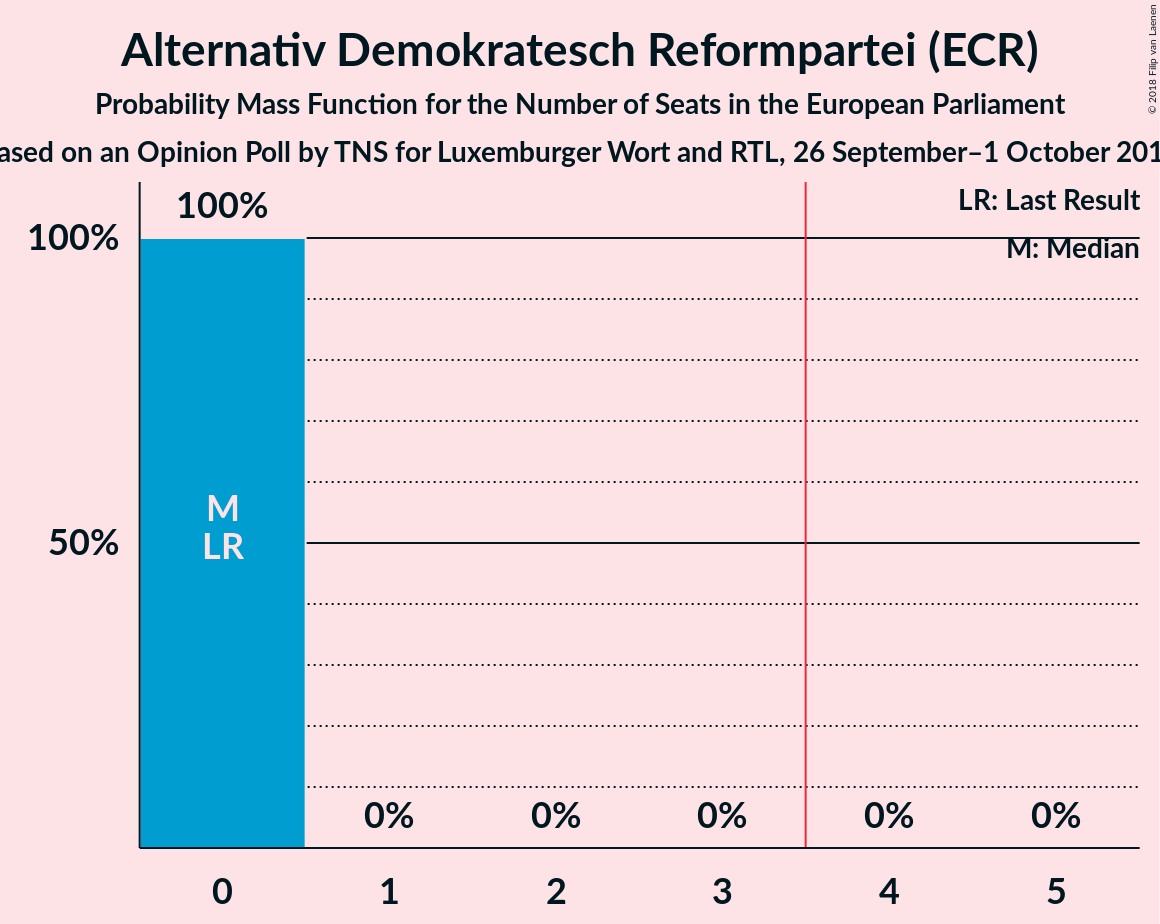 Alternativ Demokratesch Reformpartei (ECR)
Probability Mass Function for the Number of Seats in the European Parliament
ased on an Opinion Poll by TNS for Luxemburger Wort and RTL, 26 September–1 October 201
© 2018 Filip van Laenen
LR: Last Result
M: Median
100%
100%
50%
M
LR
0% 0% 0% 0% 0%
0 1 2 3 4 5